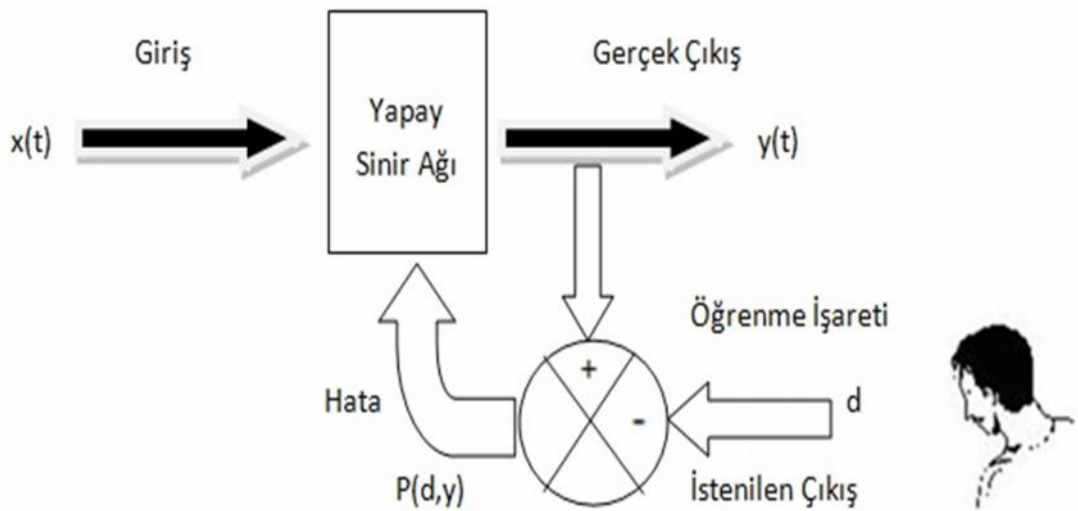 Giriş
Gerçek Çıkış
x(t)
Yapay
Sinir Ağı
y(t)
Öğrenme İşareti
+
-
d
Hata
P(d,y)
İstenilen Çıkış